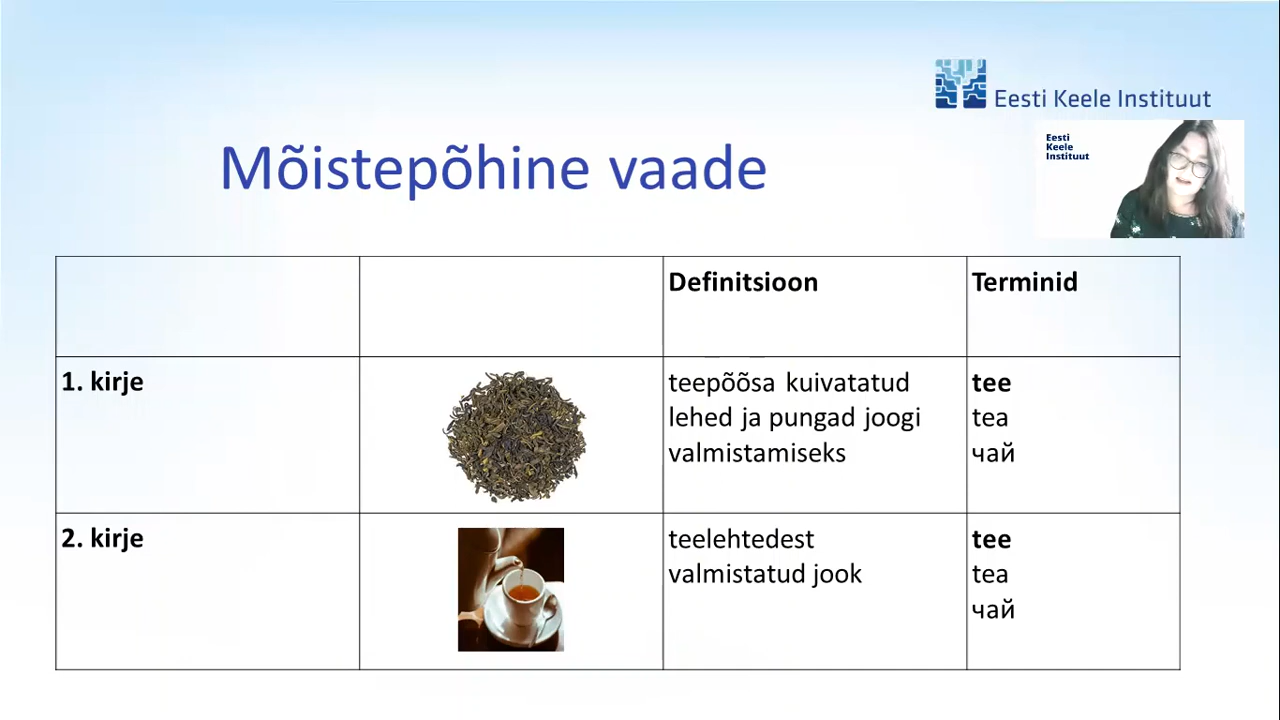 Eesti Keele Instituut
Eesti
Keele
Instituut
Mõistepõhine vaade
Definitsioon
Terminid
1. kirje
teepõõsa kuivatatud
lehed ja pungad joogi
valmistamiseks
tee
tea
чай
2. kirje
teelehtedest
valmistatud jook
tee
tea
чай